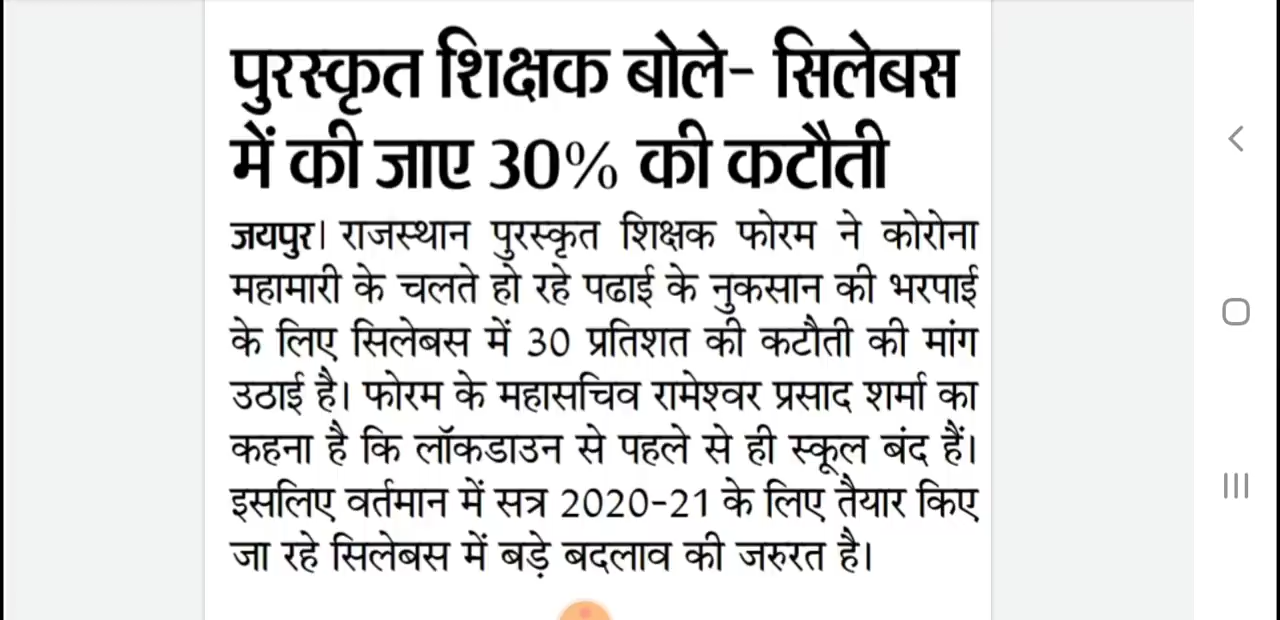 पुरस्कृत शिक्षक बोले- सिलेबस
में की जाए 30% की कटौती
जयपुर। राजस्थान पुरस्कृत शिक्षक फोरम ने कोरोना
महामारी के चलते हो रहे पढाई के नुकसान की भरपाई
के लिए सिलेबस में 30 प्रतिशत की कटौती की मांग
उठाई है। फोरम के महासचिव रामेश्वर प्रसाद शर्मा का
कहना है कि लॉकडाउन से पहले से ही स्कूल बंद हैं।
इसलिए वर्तमान में सत्र 2020-21 के लिए तैयार किए
जा रहे सिलेबस में बड़े बदलाव की जरुरत है।